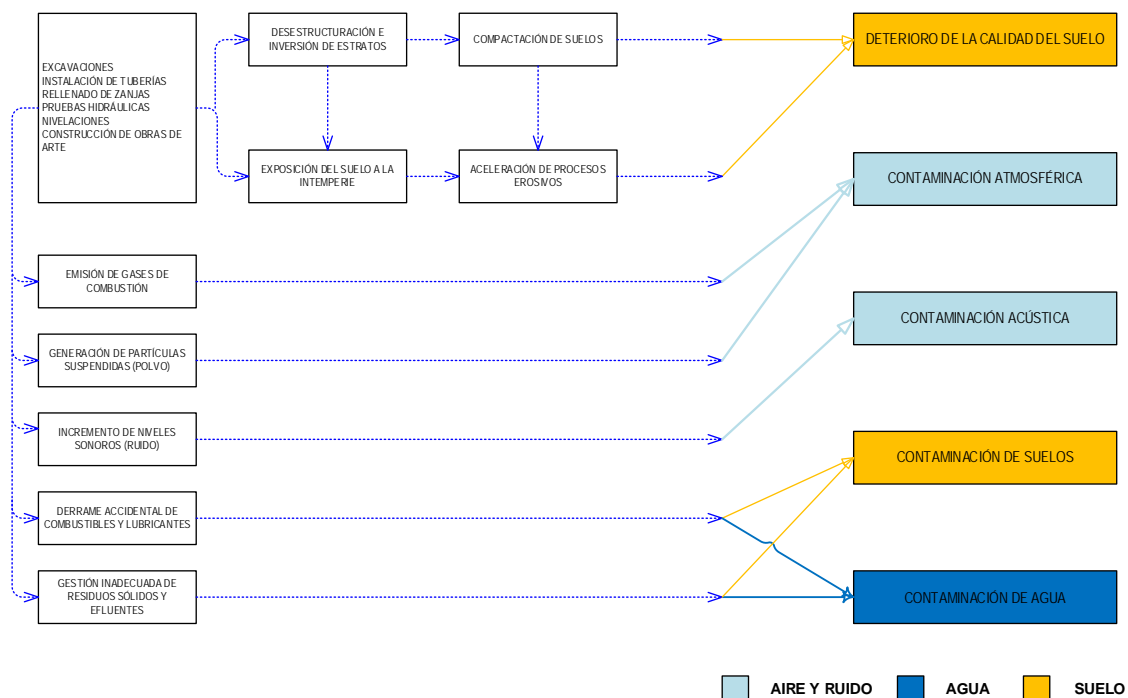 EXCAVACIONES
INSTALACIÓN DE TUBERÍAS
RELLENADO DE ZANJAS
PRUEBAS HIDRÁULICAS
NIVELACIONES
CONSTRUCCIÓN DE OBRAS DE
ARTE
DESESTRUCTURACIÓN E
INVERSIÓN DE ESTRATOS
COMPACTACIÓN DE SUELOS
DETERIORO DE LA CALIDAD DEL SUELO
EXPOSICIÓN DEL SUELO A LA
INTEMPERIE
ACELERACIÓN DE PROCESOS
EROSIVOS
CONTAMINACIÓN ATMOSFÉRICA
EMISIÓN DE GASES DE
COMBUSTIÓN
CONTAMINACIÓN ACÚSTICA
GENERACIÓN DE PARTÍCULAS
SUSPENDIDAS (POLVO)
INCREMENTO DE NIVELES
SONOROS (RUIDO)
CONTAMINACIÓN DE SUELOS
DERRAME ACCIDENTAL DE
COMBUSTIBLES Y LUBRICANTES
GESTIÓN INADECUADA DE
RESIDUOS SÓLIDOS Y
EFLUENTES
CONTAMINACIÓN DE AGUA
AIRE Y RUIDO
AGUA
SUELO